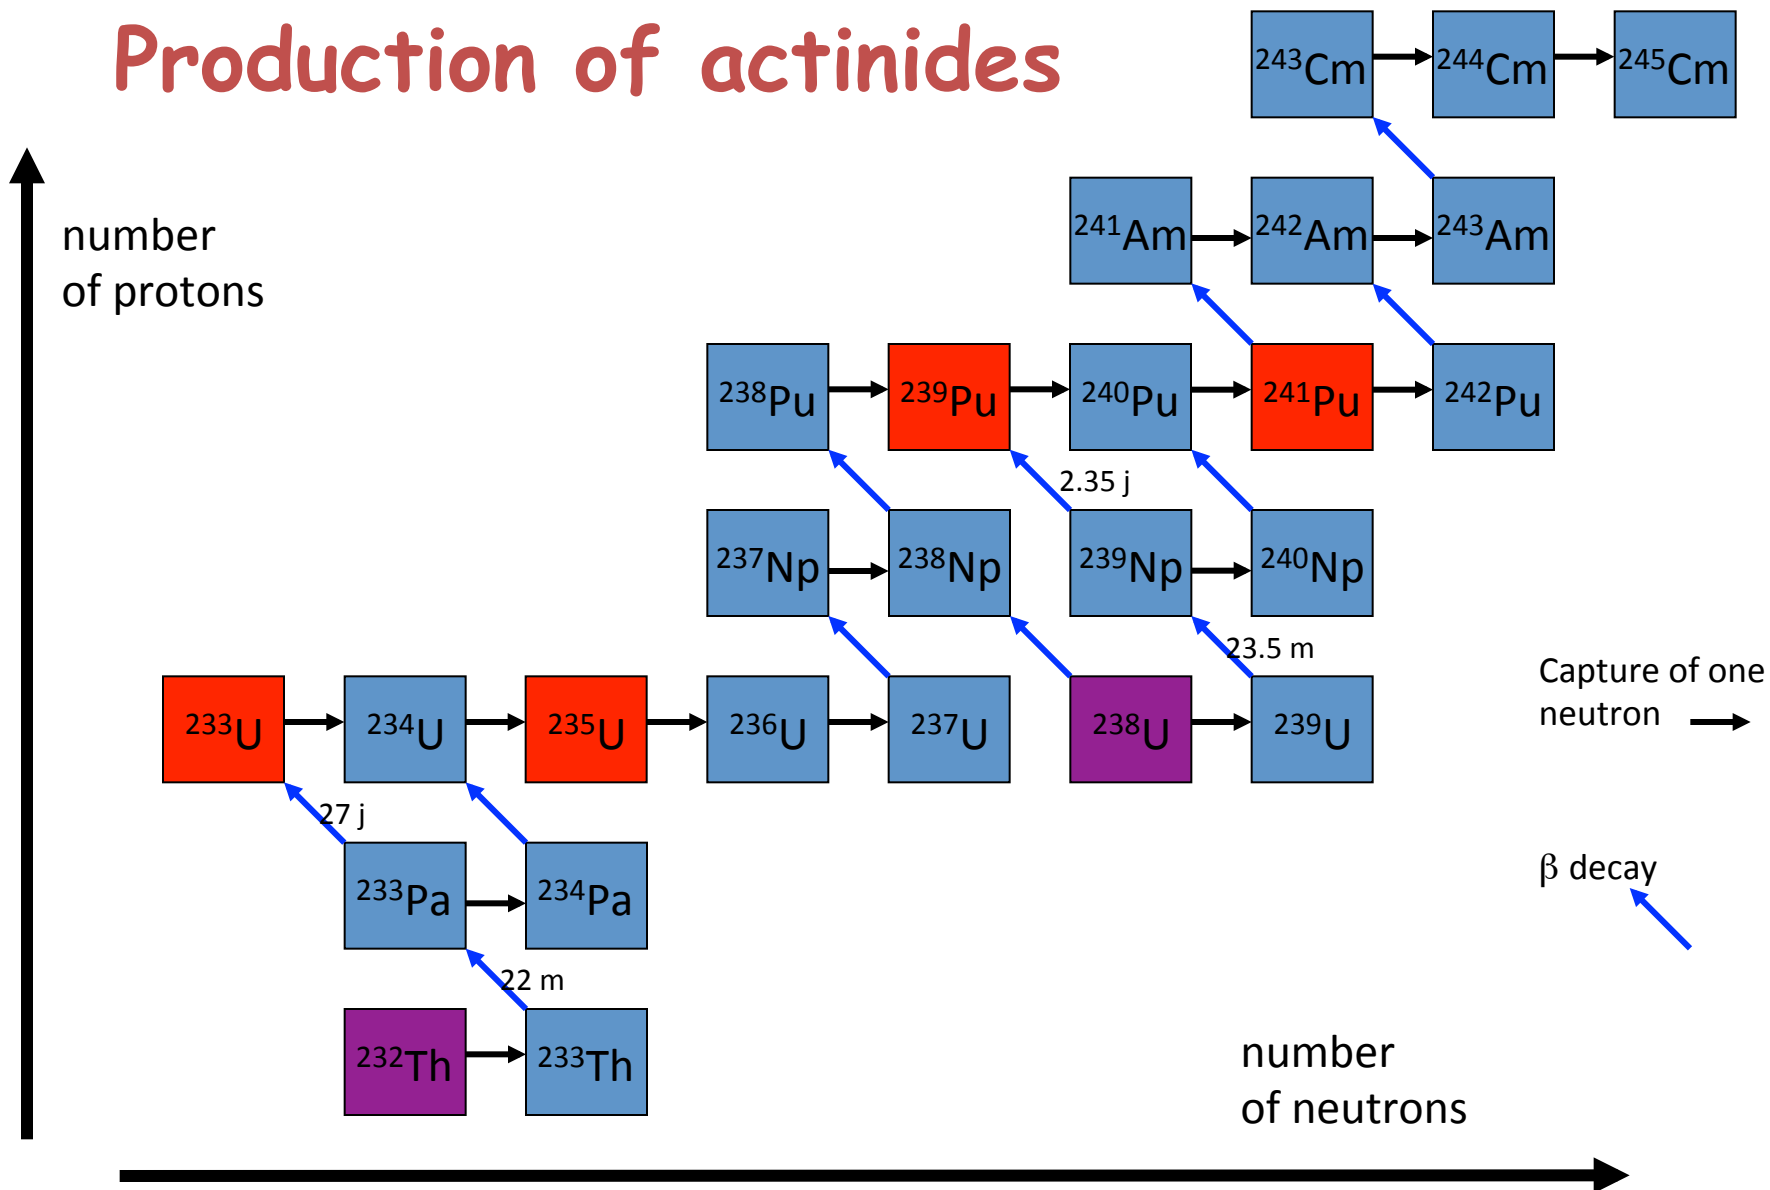 Production of actinides
²⁴³Cm ²⁴⁴Cm ²⁴⁵Cm
number
of protons
²⁴¹Am ²⁴²Am ²⁴³Am
²³⁸Pu ²³⁹Pu ²⁴⁰Pu ²⁴¹Pu ²⁴²Pu
2.35 j
²³⁷Np ²³⁸Np ²³⁹Np ²⁴⁰Np
23.5 m
²³³U ²³⁴U ²³⁵U ²³⁶U ²³⁷U ²³⁸U ²³⁹U
Capture of one
neutron
27 j
²³³Pa ²³⁴Pa
β decay
22 m
²³²Th ²³³Th
number
of neutrons